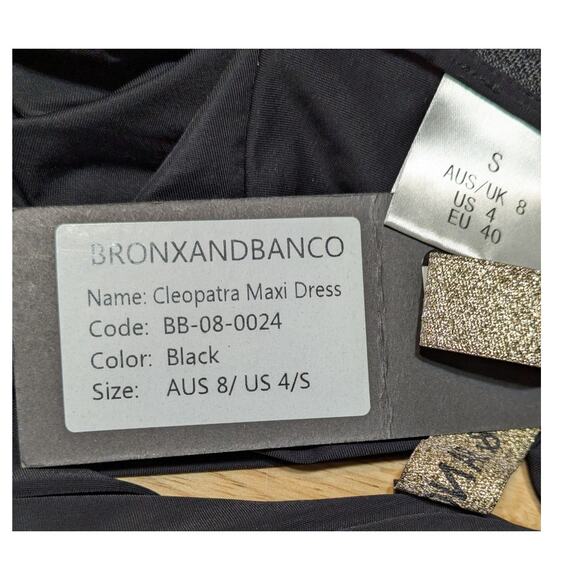 BRONXANDBANCO
Name: Cleopatra Maxi Dress
Code: BB-08-0024
Color: Black
Size: AUS 8/ US 4/S
S
AUS/UK 8
US 4
EU 40